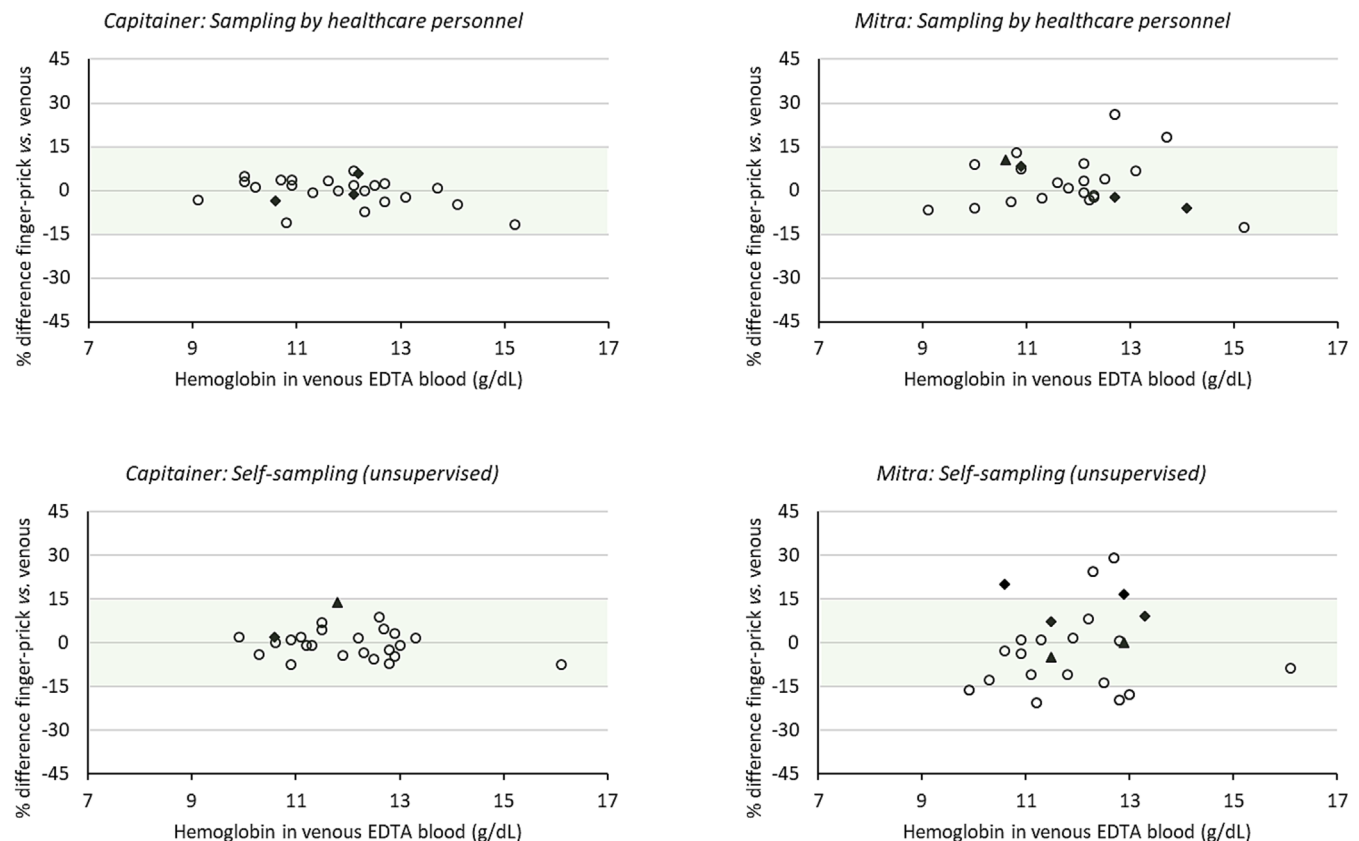 Capitainer: Sampling by healthcare personnel
% difference finger-prick vs. venous
45
30
15
0
-15
-30
-45
7 9 11 13 15 17
Hemoglobin in venous EDTA blood (g/dL)
Mitra: Sampling by healthcare personnel
% difference finger-prick vs. venous
45
30
15
0
-15
-30
-45
7 9 11 13 15 17
Hemoglobin in venous EDTA blood (g/dL)
Capitainer: Self-sampling (unsupervised)
% difference finger-prick vs. venous
45
30
15
0
-15
-30
-45
7 9 11 13 15 17
Hemoglobin in venous EDTA blood (g/dL)
Mitra: Self-sampling (unsupervised)
% difference finger-prick vs. venous
45
30
15
0
-15
-30
-45
7 9 11 13 15 17
Hemoglobin in venous EDTA blood (g/dL)